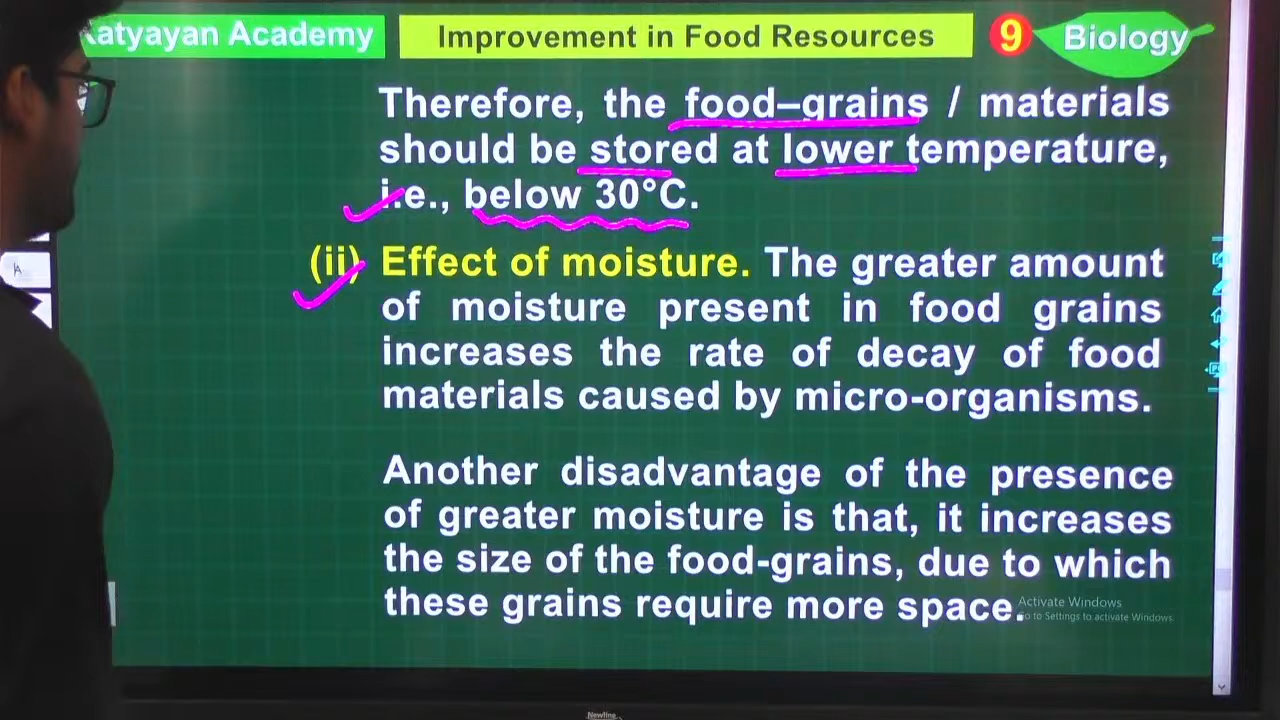 Katyayan Academy
Improvement in Food Resources
9
Biology
Therefore, the food–grains / materials
should be stored at lower temperature,
i.e., below 30°C.
(ii) Effect of moisture. The greater amount
of moisture present in food grains
increases the rate of decay of food
materials caused by micro-organisms.
Another disadvantage of the presence
of greater moisture is that, it increases
the size of the food-grains, due to which
these grains require more space.
Activate Windows
Go to Settings to activate Windows.
Newline